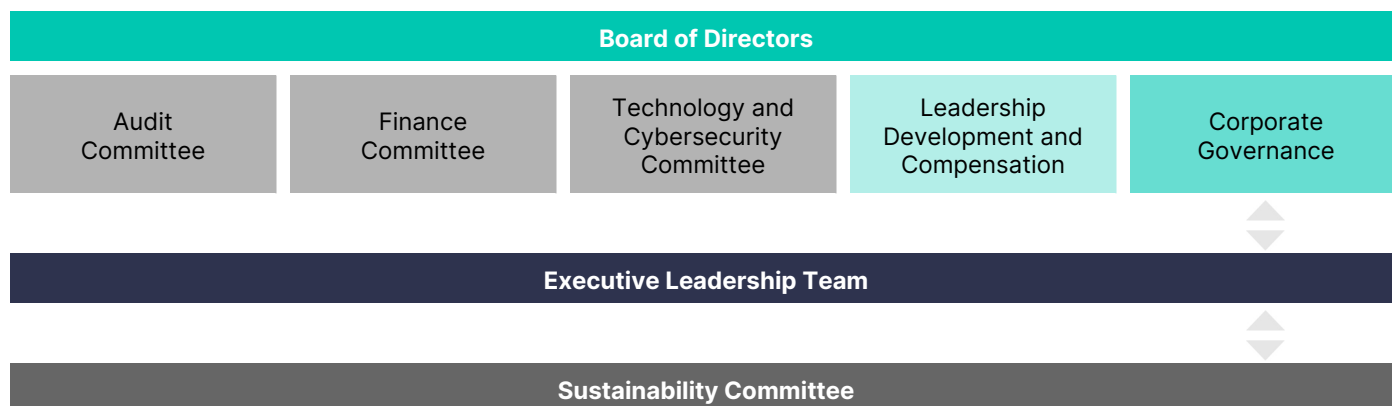 Board of Directors
Audit
Committee
Finance
Committee
Technology and
Cybersecurity
Committee
Leadership
Development and
Compensation
Corporate
Governance
Executive Leadership Team
Sustainability Committee